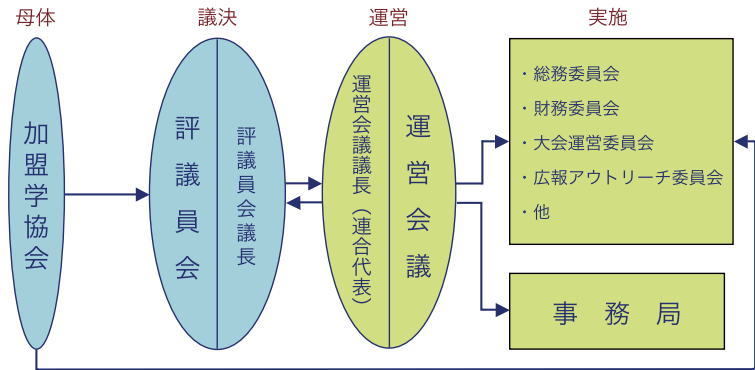 母体
議決
運営
実施
加盟学協会
評議員会
評議員会議長
運営会議議長（連合代表）
運営会議
・総務委員会
・財務委員会
・大会運営委員会
・広報アウトリーチ委員会
・他
事務局